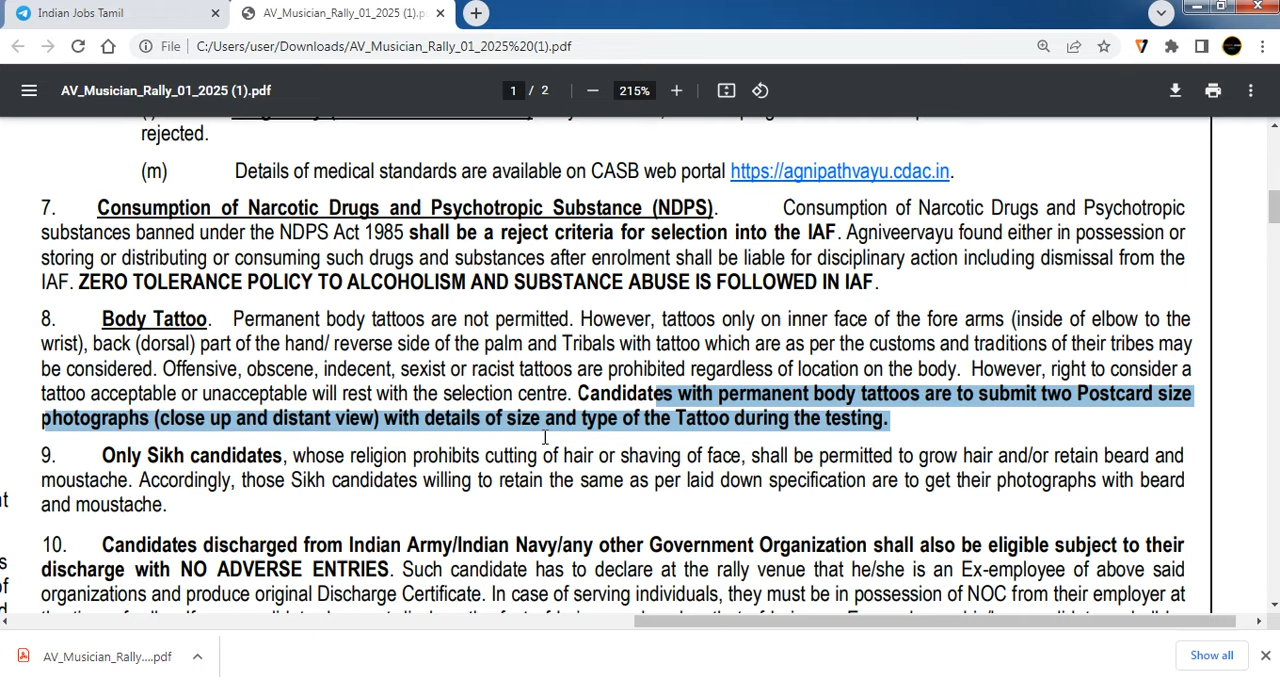 Indian Jobs Tamil
AV_Musician_Rally_01_2025 (1).p
File C:/Users/user/Downloads/AV_Musician_Rally_01_2025%20(1).pdf
AV_Musician_Rally_01_2025 (1).pdf
1 / 2
215%
rejected.
(m) Details of medical standards are available on CASB web portal https://agnipathvayu.cdac.in.
7. Consumption of Narcotic Drugs and Psychotropic Substance (NDPS). Consumption of Narcotic Drugs and Psychotropic
substances banned under the NDPS Act 1985 shall be a reject criteria for selection into the IAF. Agniveervayu found either in possession or
storing or distributing or consuming such drugs and substances after enrolment shall be liable for disciplinary action including dismissal from the
IAF. ZERO TOLERANCE POLICY TO ALCOHOLISM AND SUBSTANCE ABUSE IS FOLLOWED IN IAF.
8. Body Tattoo. Permanent body tattoos are not permitted. However, tattoos only on inner face of the fore arms (inside of elbow to the
wrist), back (dorsal) part of the hand/ reverse side of the palm and Tribals with tattoo which are as per the customs and traditions of their tribes may
be considered. Offensive, obscene, indecent, sexist or racist tattoos are prohibited regardless of location on the body. However, right to consider a
tattoo acceptable or unacceptable will rest with the selection centre. Candidates with permanent body tattoos are to submit two Postcard size
photographs (close up and distant view) with details of size and type of the Tattoo during the testing.
9. Only Sikh candidates, whose religion prohibits cutting of hair or shaving of face, shall be permitted to grow hair and/or retain beard and
moustache. Accordingly, those Sikh candidates willing to retain the same as per laid down specification are to get their photographs with beard
and moustache.
10. Candidates discharged from Indian Army/Indian Navy/any other Government Organization shall also be eligible subject to their
discharge with NO ADVERSE ENTRIES. Such candidate has to declare at the rally venue that he/she is an Ex-employee of above said
organizations and produce original Discharge Certificate. In case of serving individuals, they must be in possession of NOC from their employer at
AV_Musician_Rally....pdf
Show all